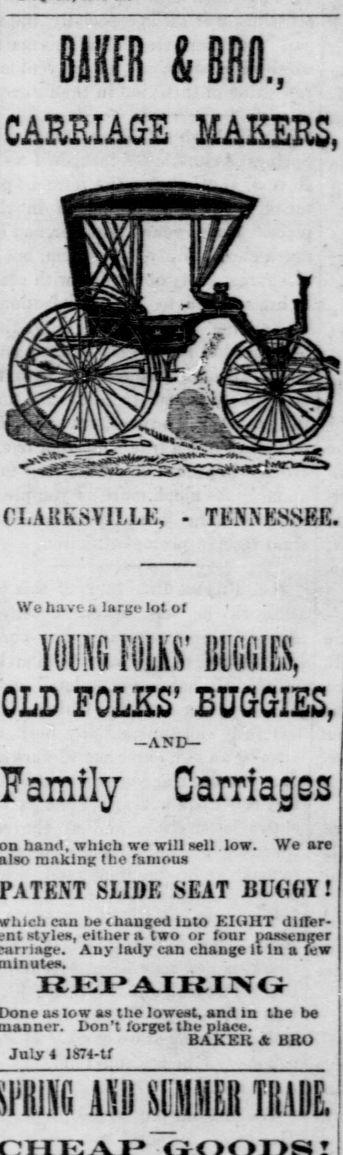 BAKER & BRO.,
CARRIAGE MAKERS,
CLARKSVILLE, - TENNESSEE.
We have a large lot of
YOUNG FOLKS' BUGGIES,
OLD FOLKS' BUGGIES,
—AND—
Family Carriages
on hand, which we will sell low. We are
also making the famous
PATENT SLIDE SEAT BUGGY!
which can be changed into EIGHT differ-
ent styles, either a two or four passenger
carriage. Any lady can change it in a few
minutes.
REPAIRING
Done as low as the lowest, and in the be
manner. Don't forget the place.
BAKER & BRO
July 4 1874-tf
SPRING AND SUMMER TRADE.
CHEAP GOODS!